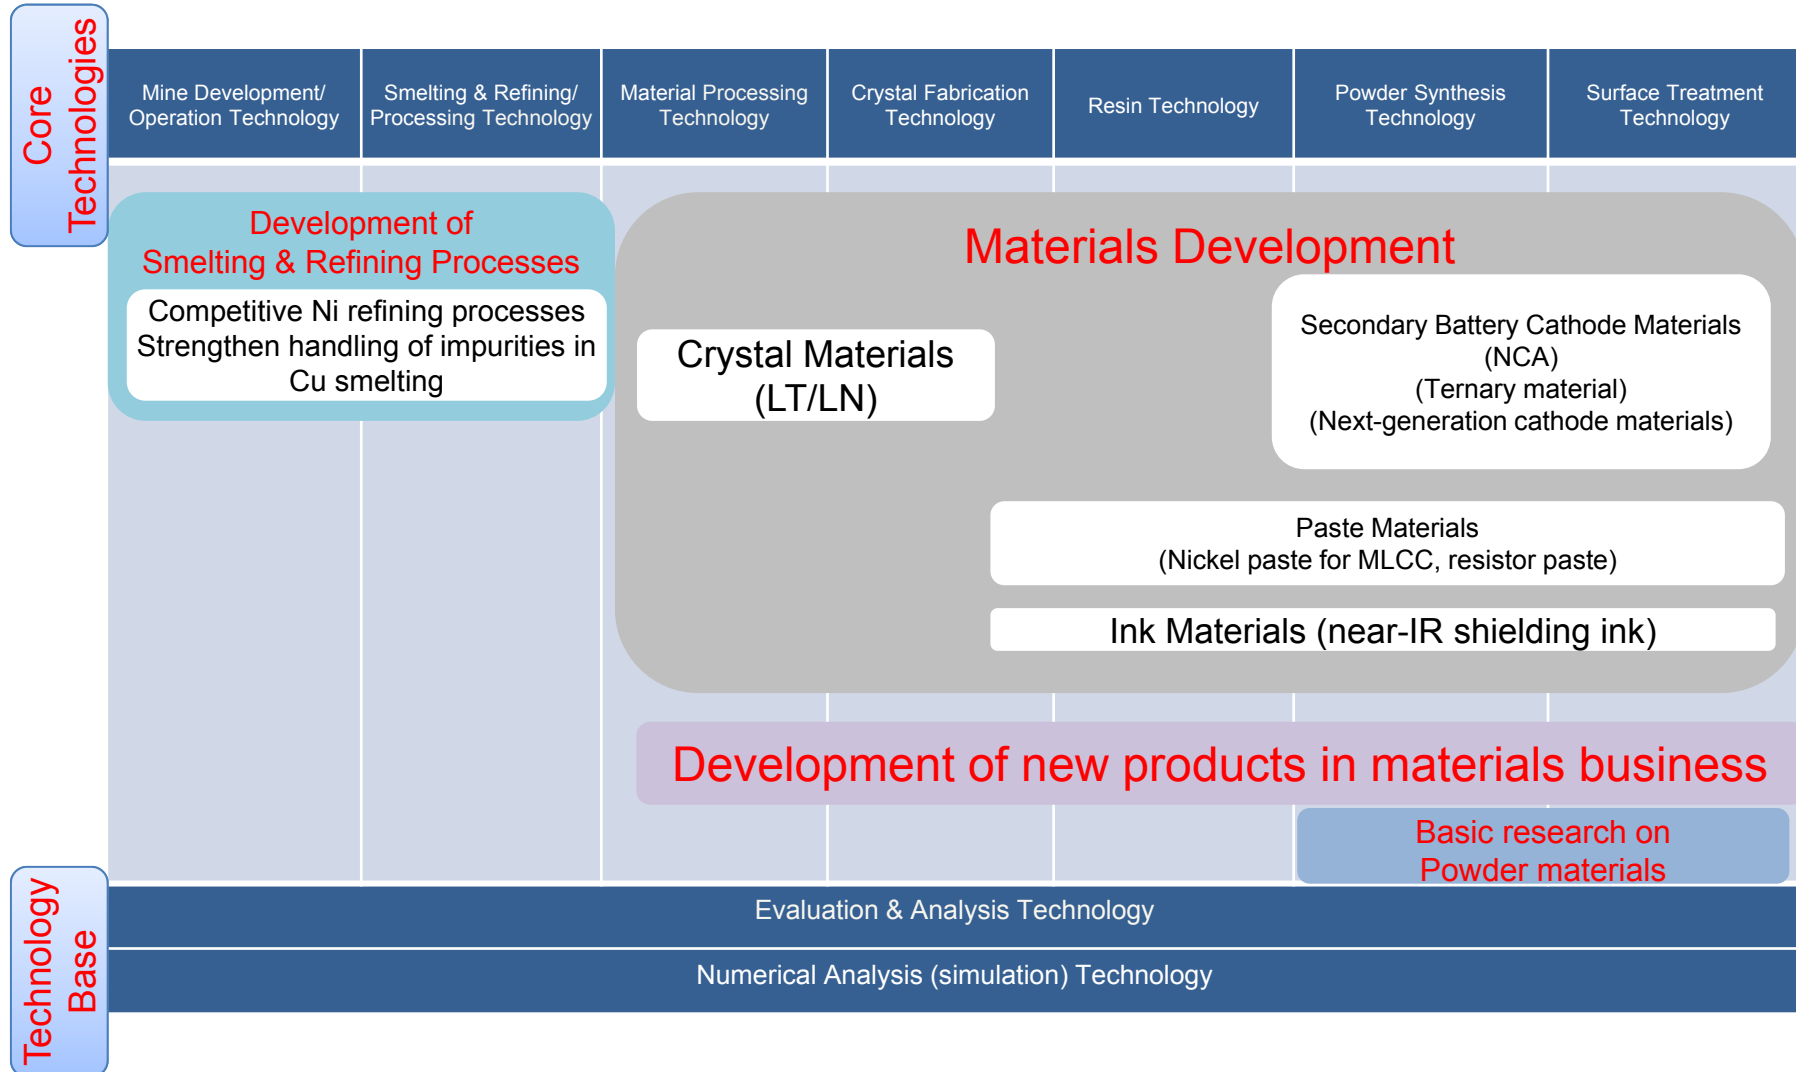 Core
Technologies
Mine Development/
Operation Technology
Smelting & Refining/
Processing Technology
Material Processing
Technology
Crystal Fabrication
Technology
Resin Technology
Powder Synthesis
Technology
Surface Treatment
Technology
Development of
Smelting & Refining Processes
Competitive Ni refining processes
Strengthen handling of impurities in
Cu smelting
Materials Development
Crystal Materials
(LT/LN)
Secondary Battery Cathode Materials
(NCA)
(Ternary material)
(Next-generation cathode materials)
Paste Materials
(Nickel paste for MLCC, resistor paste)
Ink Materials (near-IR shielding ink)
Development of new products in materials business
Basic research on
Powder materials
Technology
Base
Evaluation & Analysis Technology
Numerical Analysis (simulation) Technology